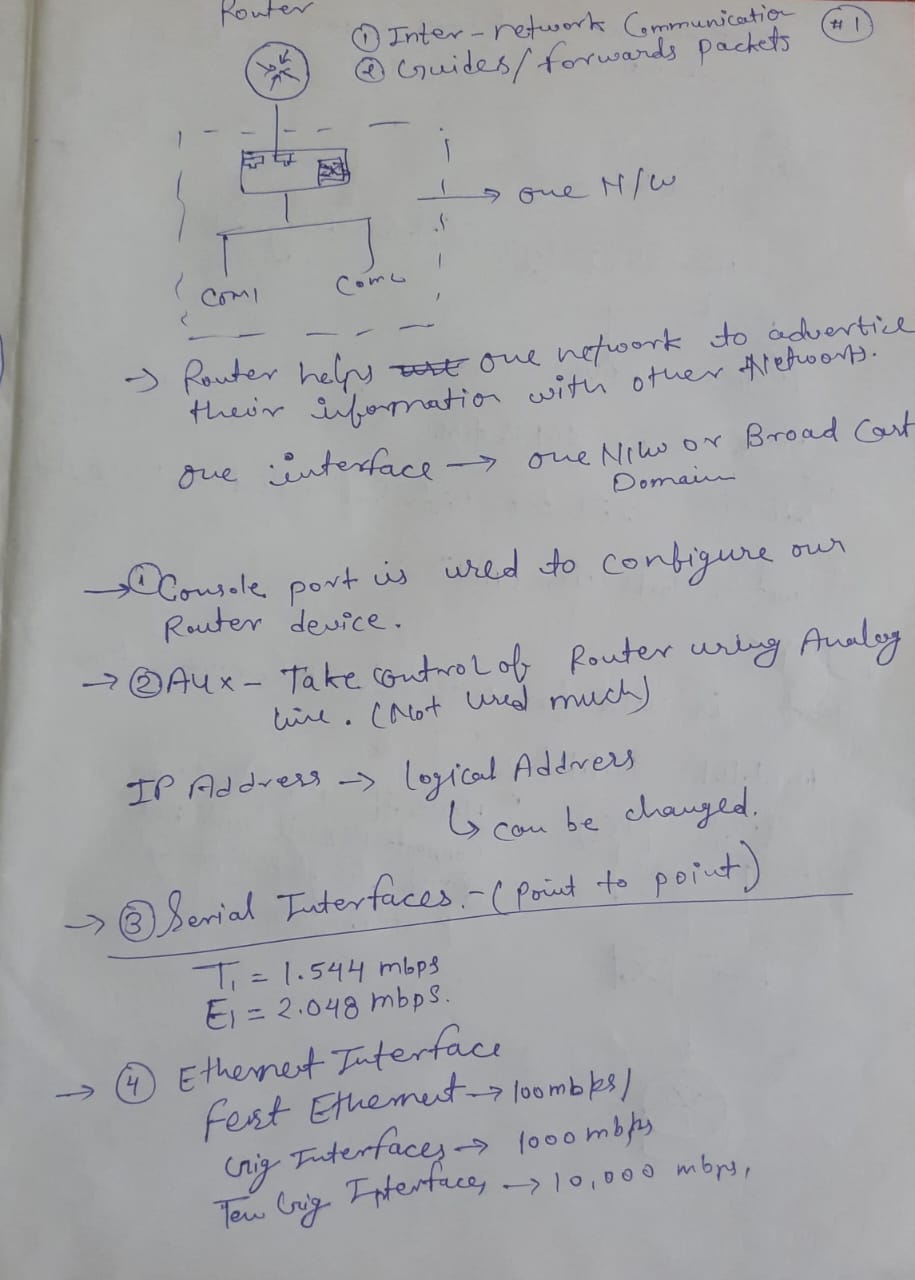 Router
① Inter-network Communication
#1
② Guides/forwards packets
→ one N/W
COM1
Com2
→ Router helps one network to advertice
their information with other Networks.
one interface → one N/w or Broad Cast
Domain
→ ① Console port is used to configure our
Router device.
→ ② AUX - Take control of Router using Analog
line. (Not used much)
IP Address → logical Address
↳ can be changed.
→ ③ Serial Interfaces - (point to point)
T1 = 1.544 mbps
E1 = 2.048 mbps.
→ ④ Ethernet Interface
Fast Ethernet → 100mbps/
Gig Interfaces → 1000 mbps
Ten Gig Interfaces → 10,000 mbps,